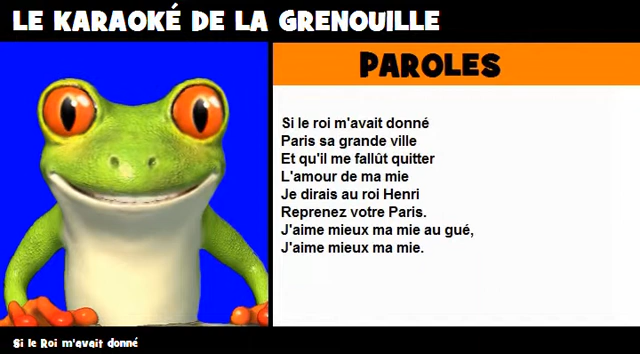 LE KARAOKÉ DE LA GRENOUILLE
PAROLES
Si le roi m'avait donné
Paris sa grande ville
Et qu'il me fallût quitter
L'amour de ma mie
Je dirais au roi Henri
Reprenez votre Paris.
J'aime mieux ma mie au gué,
J'aime mieux ma mie.
Si le Roi m'avait donné